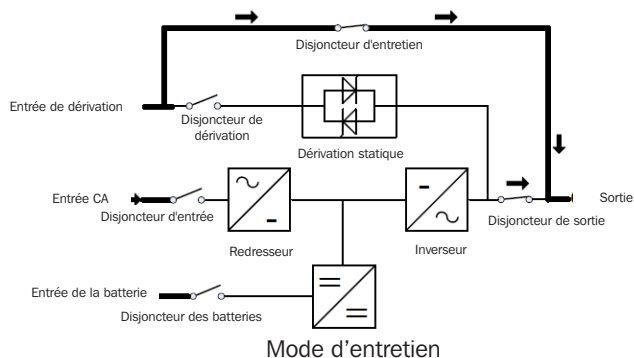 Disjoncteur d'entretien
Entrée de dérivation
Disjoncteur de
dérivation
Dérivation statique
Entrée CA
Sortie
Disjoncteur d'entrée
Disjoncteur de sortie
Redresseur
Inverseur
Entrée de la batterie
Disjoncteur des batteries
Mode d'entretien